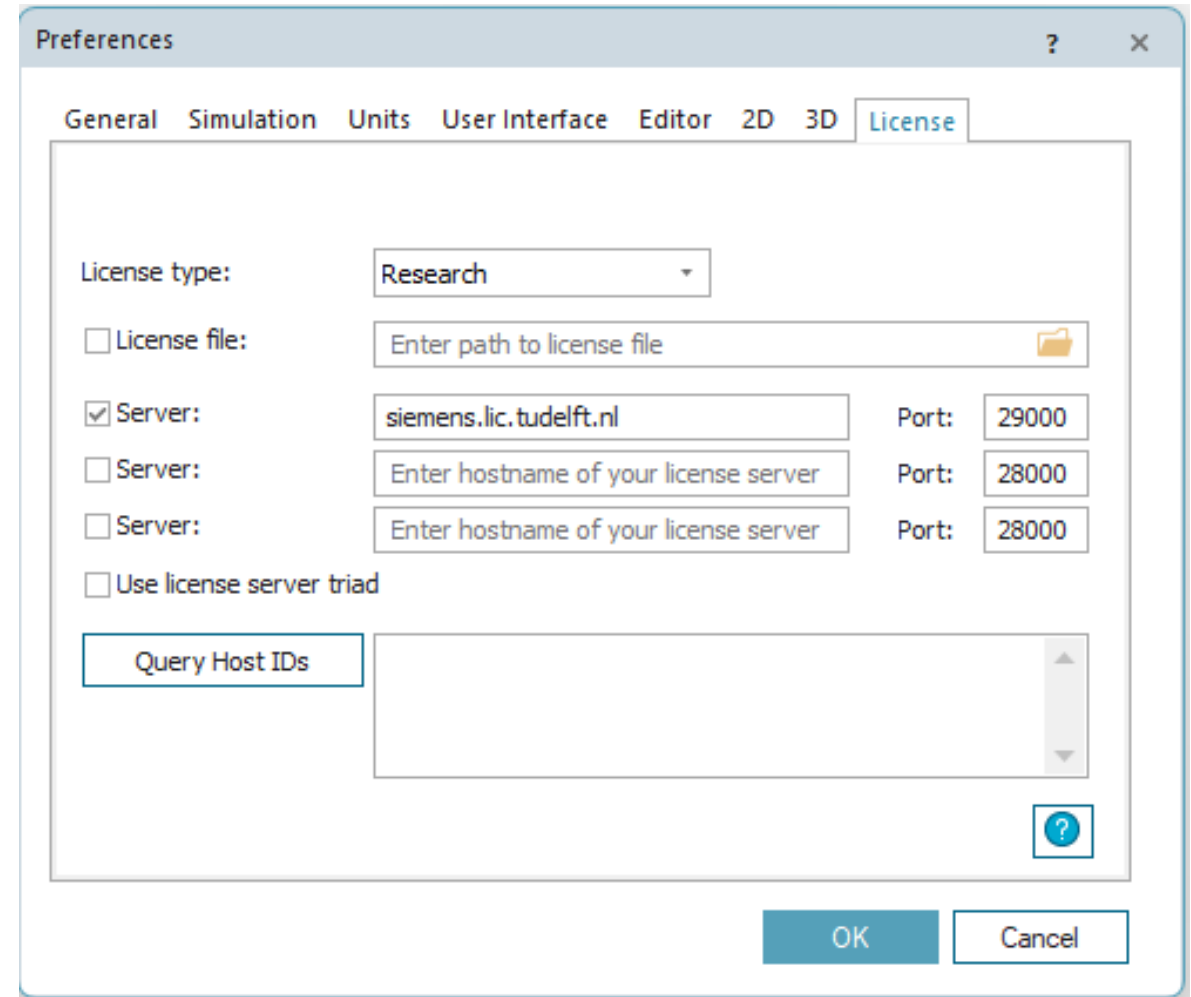 Preferences ? ×
General Simulation Units User Interface Editor 2D 3D License
License type: Research
License file: Enter path to license file
Server: siemens.lic.tudelft.nl Port: 29000
Server: Enter hostname of your license server Port: 28000
Server: Enter hostname of your license server Port: 28000
Use license server triad
Query Host IDs
?
OK Cancel